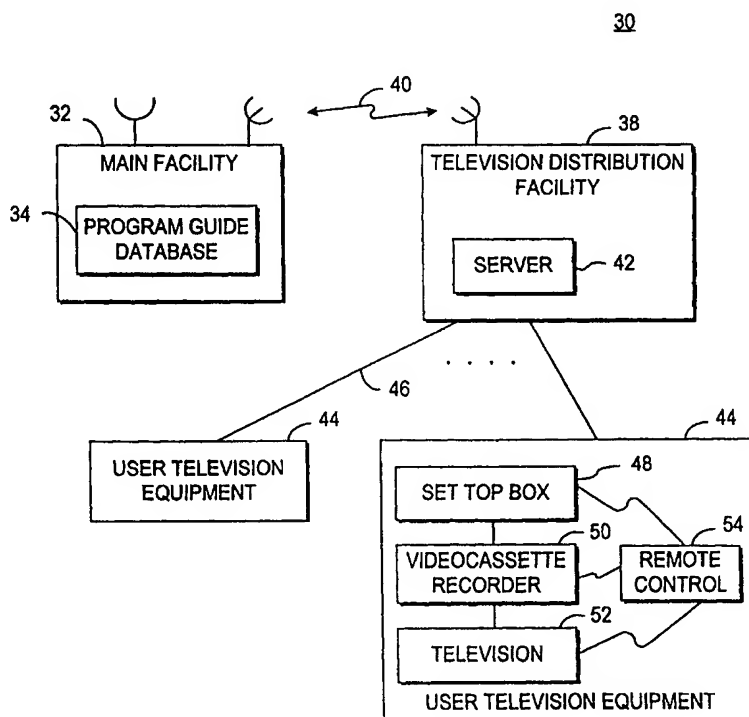 30
40
32
38
MAIN FACILITY
TELEVISION DISTRIBUTION
FACILITY
34
PROGRAM GUIDE
DATABASE
SERVER
42
. . . .
46
44
44
USER TELEVISION
EQUIPMENT
48
SET TOP BOX
50
54
VIDEOCASSETTE
RECORDER
REMOTE
CONTROL
52
TELEVISION
USER TELEVISION EQUIPMENT